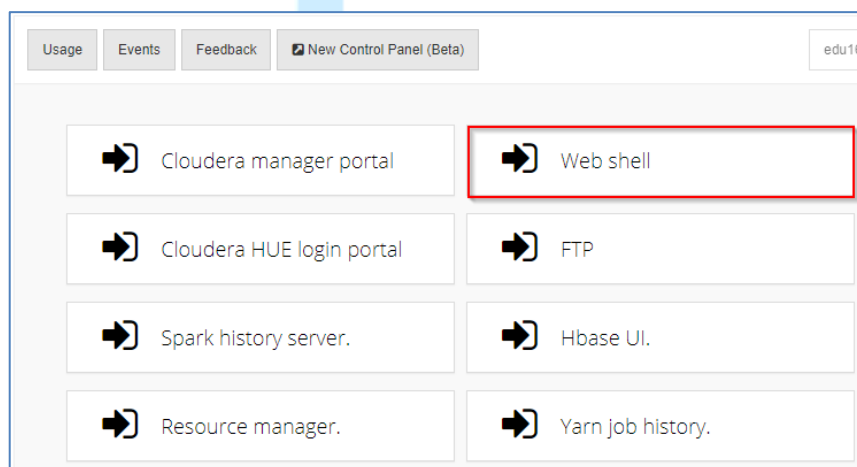 Usage Events Feedback New Control Panel (Beta)
Cloudera manager portal Web shell
Cloudera HUE login portal FTP
Spark history server. Hbase UI.
Resource manager. Yarn job history.